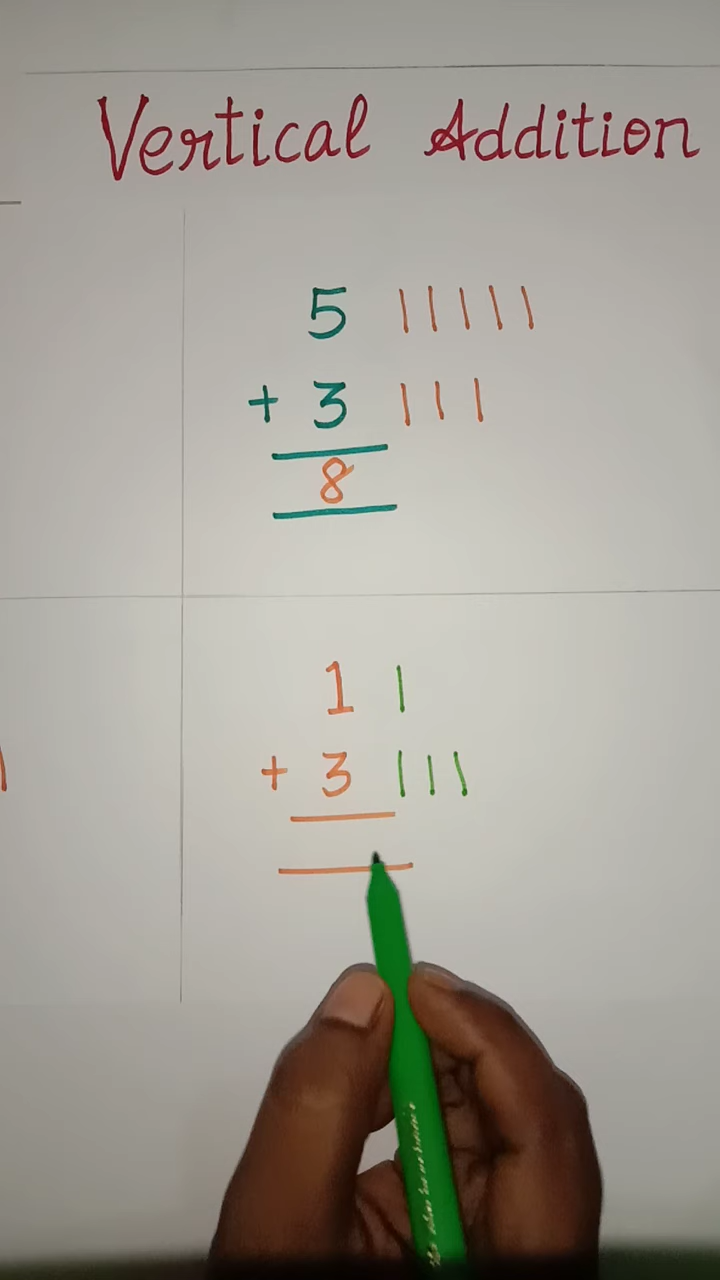 Vertical Addition
5 |||||
+ 3 |||
8
1 |
+ 3 |||